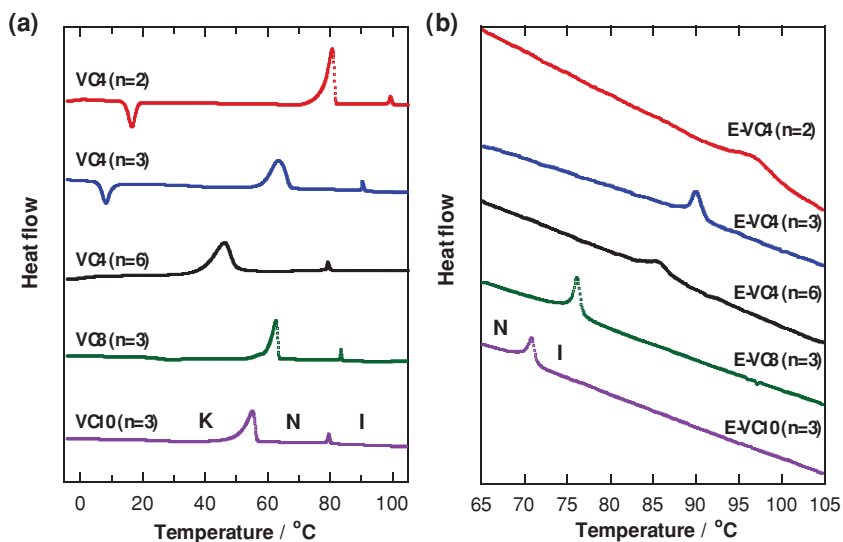 (a)
VC4 (n=2)
VC4 (n=3)
VC4 (n=6)
VC8 (n=3)
VC10 (n=3)
K N I
Heat flow
0 20 40 60 80 100
Temperature / °C
(b)
E-VC4 (n=2)
E-VC4 (n=3)
E-VC4 (n=6)
N I
E-VC8 (n=3)
E-VC10 (n=3)
Heat flow
65 70 75 80 85 90 95 100 105
Temperature / °C